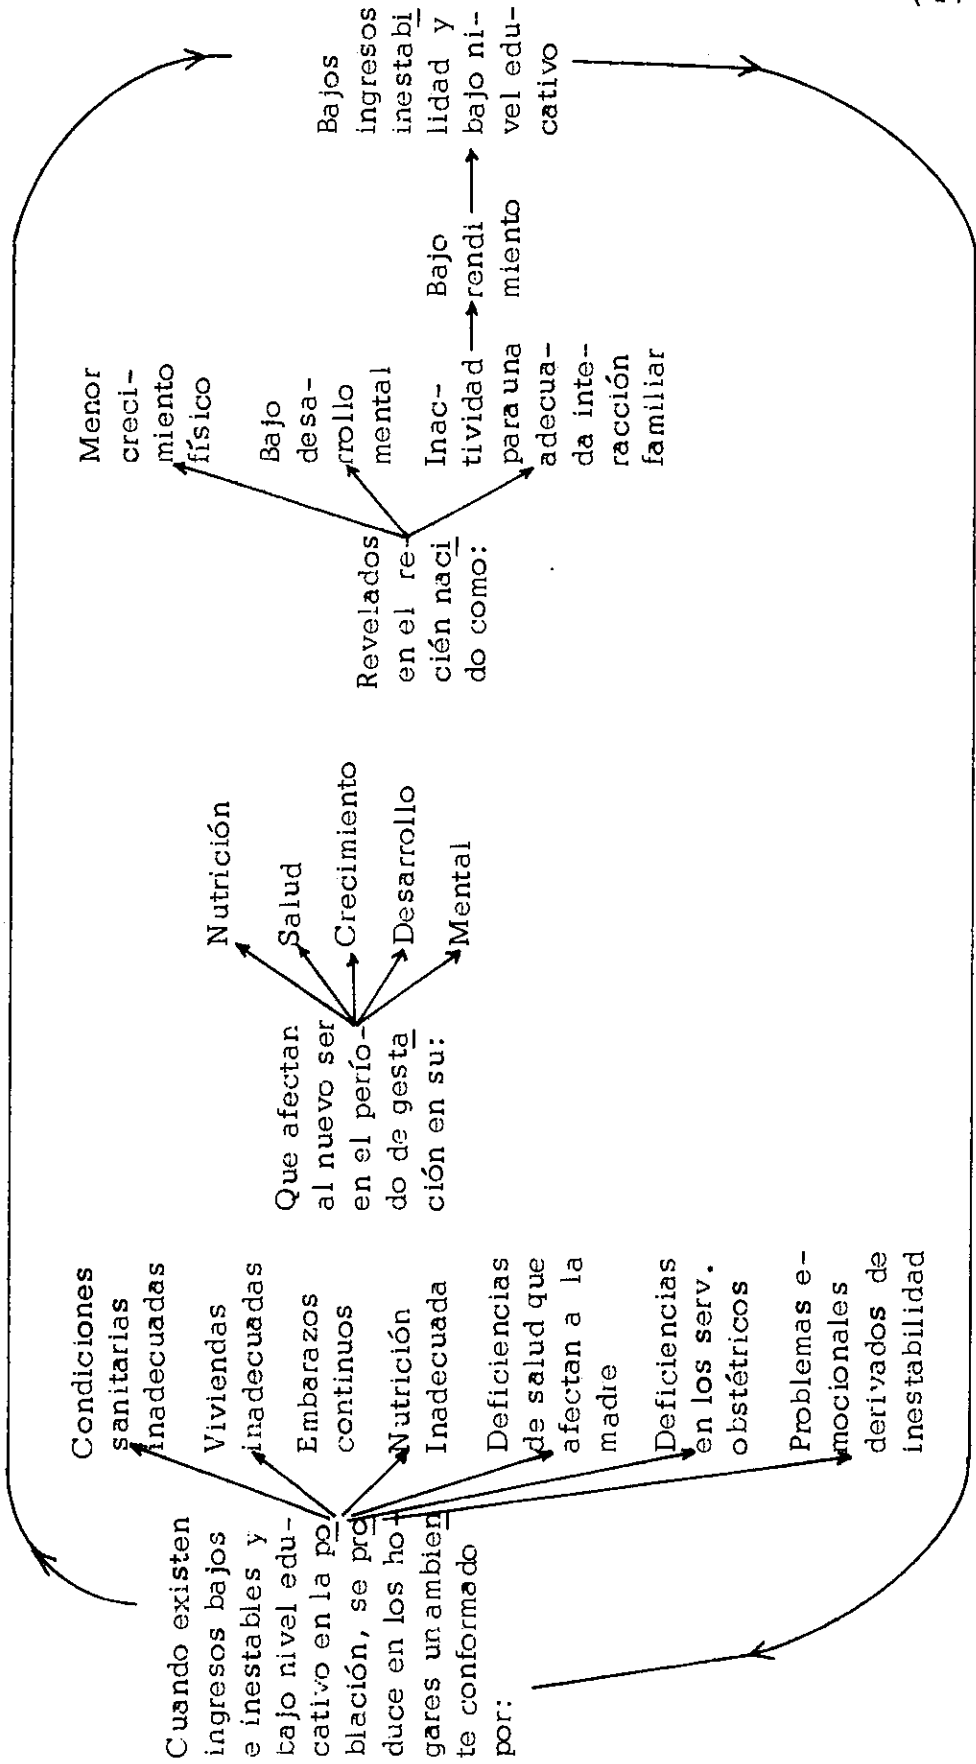 Cuando existen
ingresos bajos
e inestables y
bajo nivel edu-
cativo en la po
blación, se pro
duce en los ho-
gares un ambien
te conformado
por:
Condiciones
sanitarias
inadecuadas
Viviendas
inadecuadas
Embarazos
continuos
Nutrición
Inadecuada
Deficiencias
de salud que
afectan a la
madre
Deficiencias
en los serv.
obstétricos
Problemas e-
mocionales
derivados de
inestabilidad
Que afectan
al nuevo ser
en el perío-
do de gesta
ción en su:
Nutrición
Salud
Crecimiento
Desarrollo
Mental
Revelados
en el re-
cién naci
do como:
Menor
creci-
miento
físico
Bajo
desa-
rrollo
mental
Inac-
tividad
para una
adecua-
da inte-
racción
familiar
Bajo
rendi
miento
Bajos
ingresos
inestabi
lidad y
bajo ni-
vel edu-
cativo